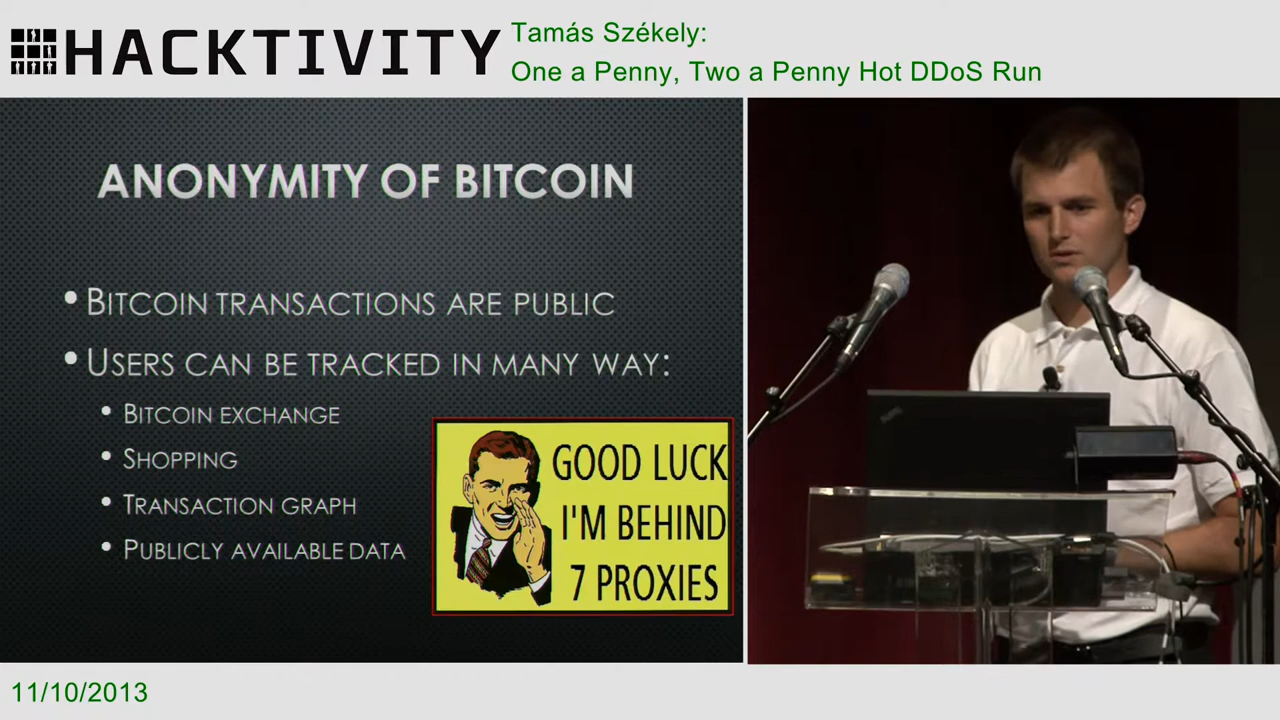 HACKTIVITY
Tamás Székely:
One a Penny, Two a Penny Hot DDoS Run
ANONYMITY OF BITCOIN
• BITCOIN TRANSACTIONS ARE PUBLIC
• USERS CAN BE TRACKED IN MANY WAY:
• BITCOIN EXCHANGE
• SHOPPING
• TRANSACTION GRAPH
• PUBLICLY AVAILABLE DATA
GOOD LUCK
I'M BEHIND
7 PROXIES
11/10/2013